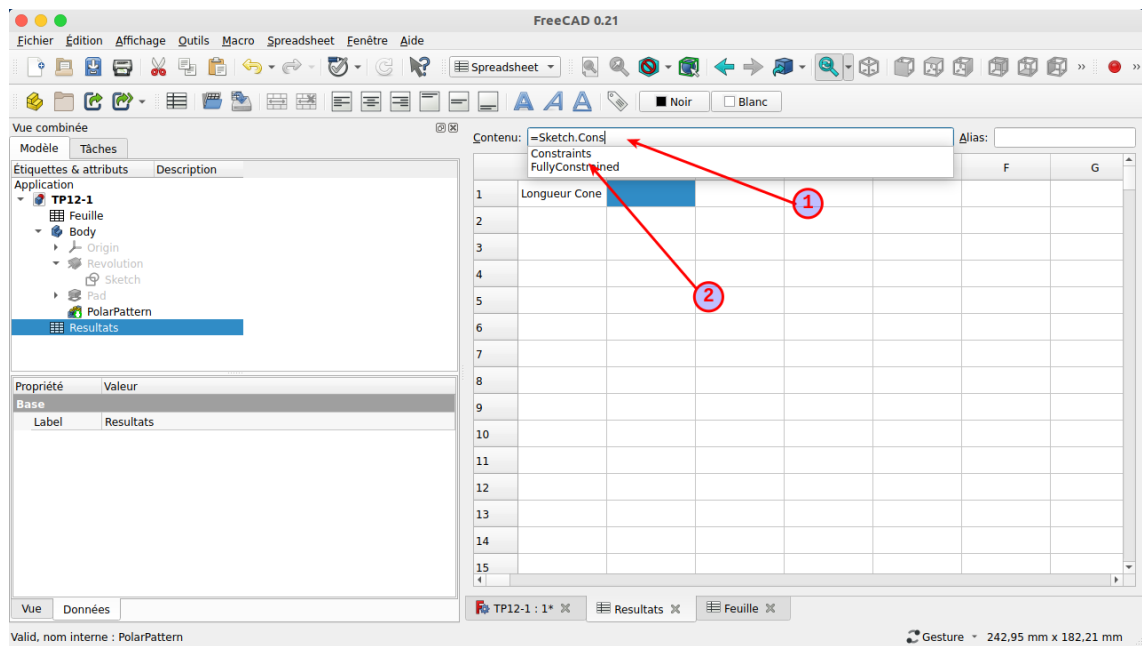 FreeCAD 0.21
Fichier Édition Affichage Outils Macro Spreadsheet Fenêtre Aide
Spreadsheet »  »
Noir Blanc
Vue combinée
Modèle Tâches
Étiquettes & attributs Description
Application
TP12-1
Feuille
Body
Origin
Revolution
Sketch
Pad
PolarPattern
Resultats
Propriété Valeur
Base
Label Resultats
Vue Données
Contenu: =Sketch.Cons Alias:
Constraints
FullyConstrained
F G
1 Longueur Cone
2
3
4
5
6
7
8
9
10
11
12
13
14
15
1
2
TP12-1 : 1* Resultats Feuille
Valid, nom interne : PolarPattern Gesture 242,95 mm x 182,21 mm